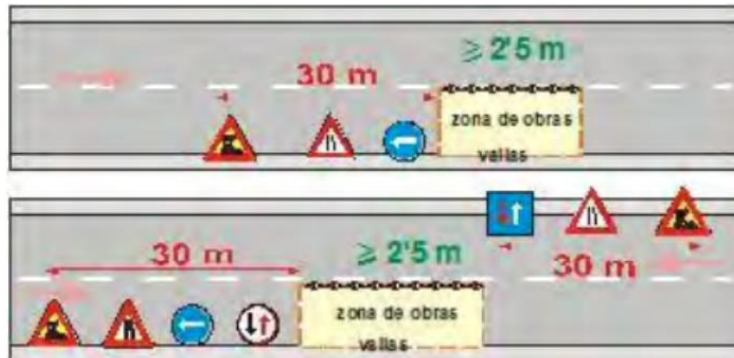 ≥ 2'5 m
30 m
zona de obras
vallas
30 m
≥ 2'5 m
30 m
zona de obras
vallas